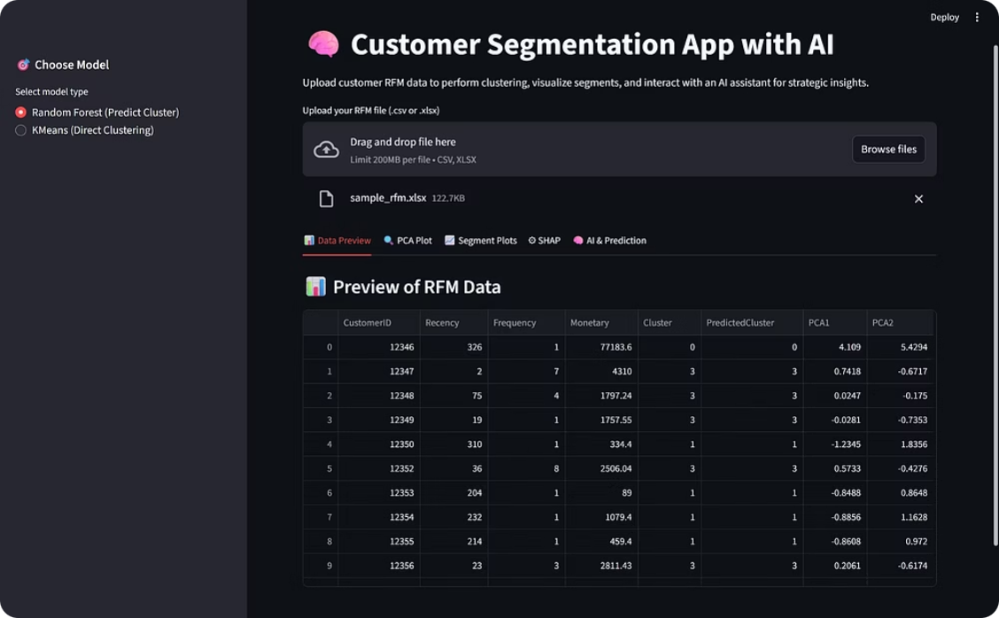 Deploy
Choose Model
Select model type
Random Forest (Predict Cluster)
KMeans (Direct Clustering)
Customer Segmentation App with AI
Upload customer RFM data to perform clustering, visualize segments, and interact with an AI assistant for strategic insights.
Upload your RFM file (.csv or .xlsx)
Drag and drop file here
Limit 200MB per file • CSV, XLSX
Browse files
sample_rfm.xlsx 122.7KB
Data Preview PCA Plot Segment Plots SHAP AI & Prediction
Preview of RFM Data
CustomerID Recency Frequency Monetary Cluster PredictedCluster PCA1 PCA2
0 12346 326 1 77183.6 0 0 4.109 5.4294
1 12347 2 7 4310 3 3 0.7418 -0.6717
2 12348 75 4 1797.24 3 3 0.0247 -0.175
3 12349 19 1 1757.55 3 3 -0.0281 -0.7353
4 12350 310 1 334.4 1 1 -1.2345 1.8356
5 12352 36 8 2506.04 3 3 0.5733 -0.4276
6 12353 204 1 89 1 1 -0.8488 0.8648
7 12354 232 1 1079.4 1 1 -0.8856 1.1628
8 12355 214 1 459.4 1 1 -0.8608 0.972
9 12356 23 3 2811.43 3 3 0.2061 -0.6174